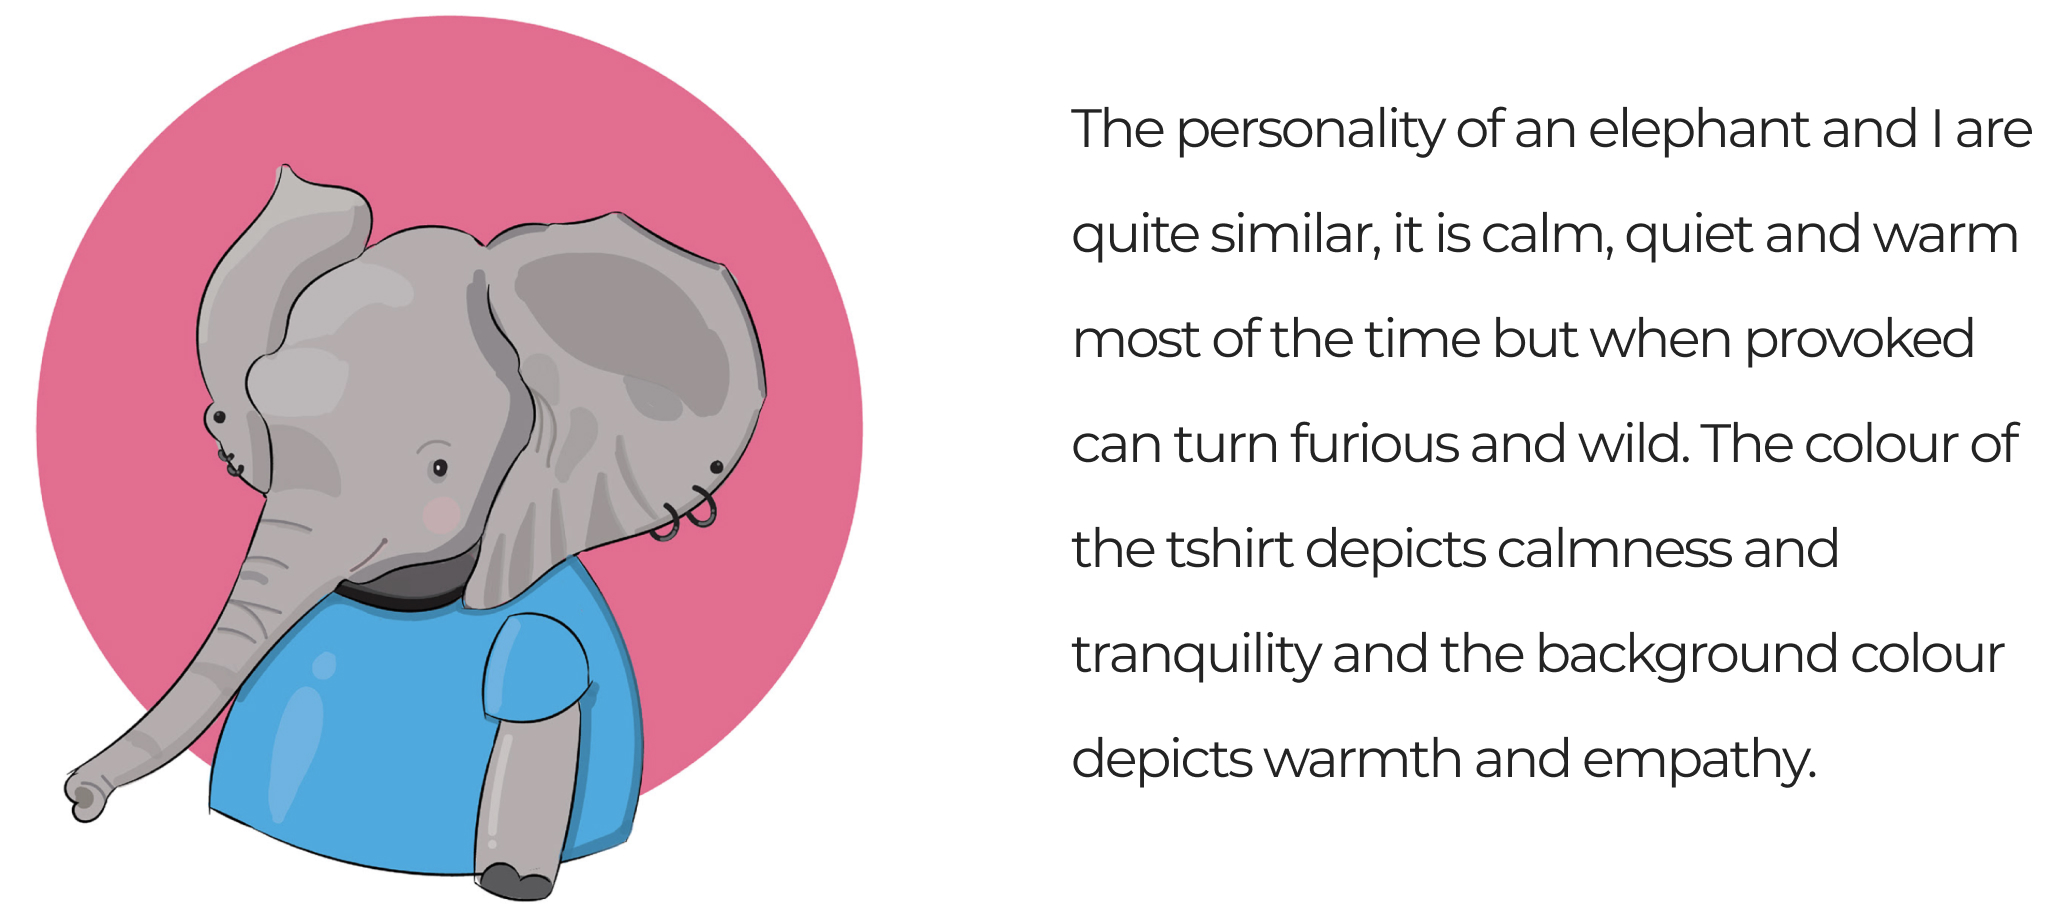 The personality of an elephant and I are
quite similar, it is calm, quiet and warm
most of the time but when provoked
can turn furious and wild. The colour of
the tshirt depicts calmness and
tranquility and the background colour
depicts warmth and empathy.